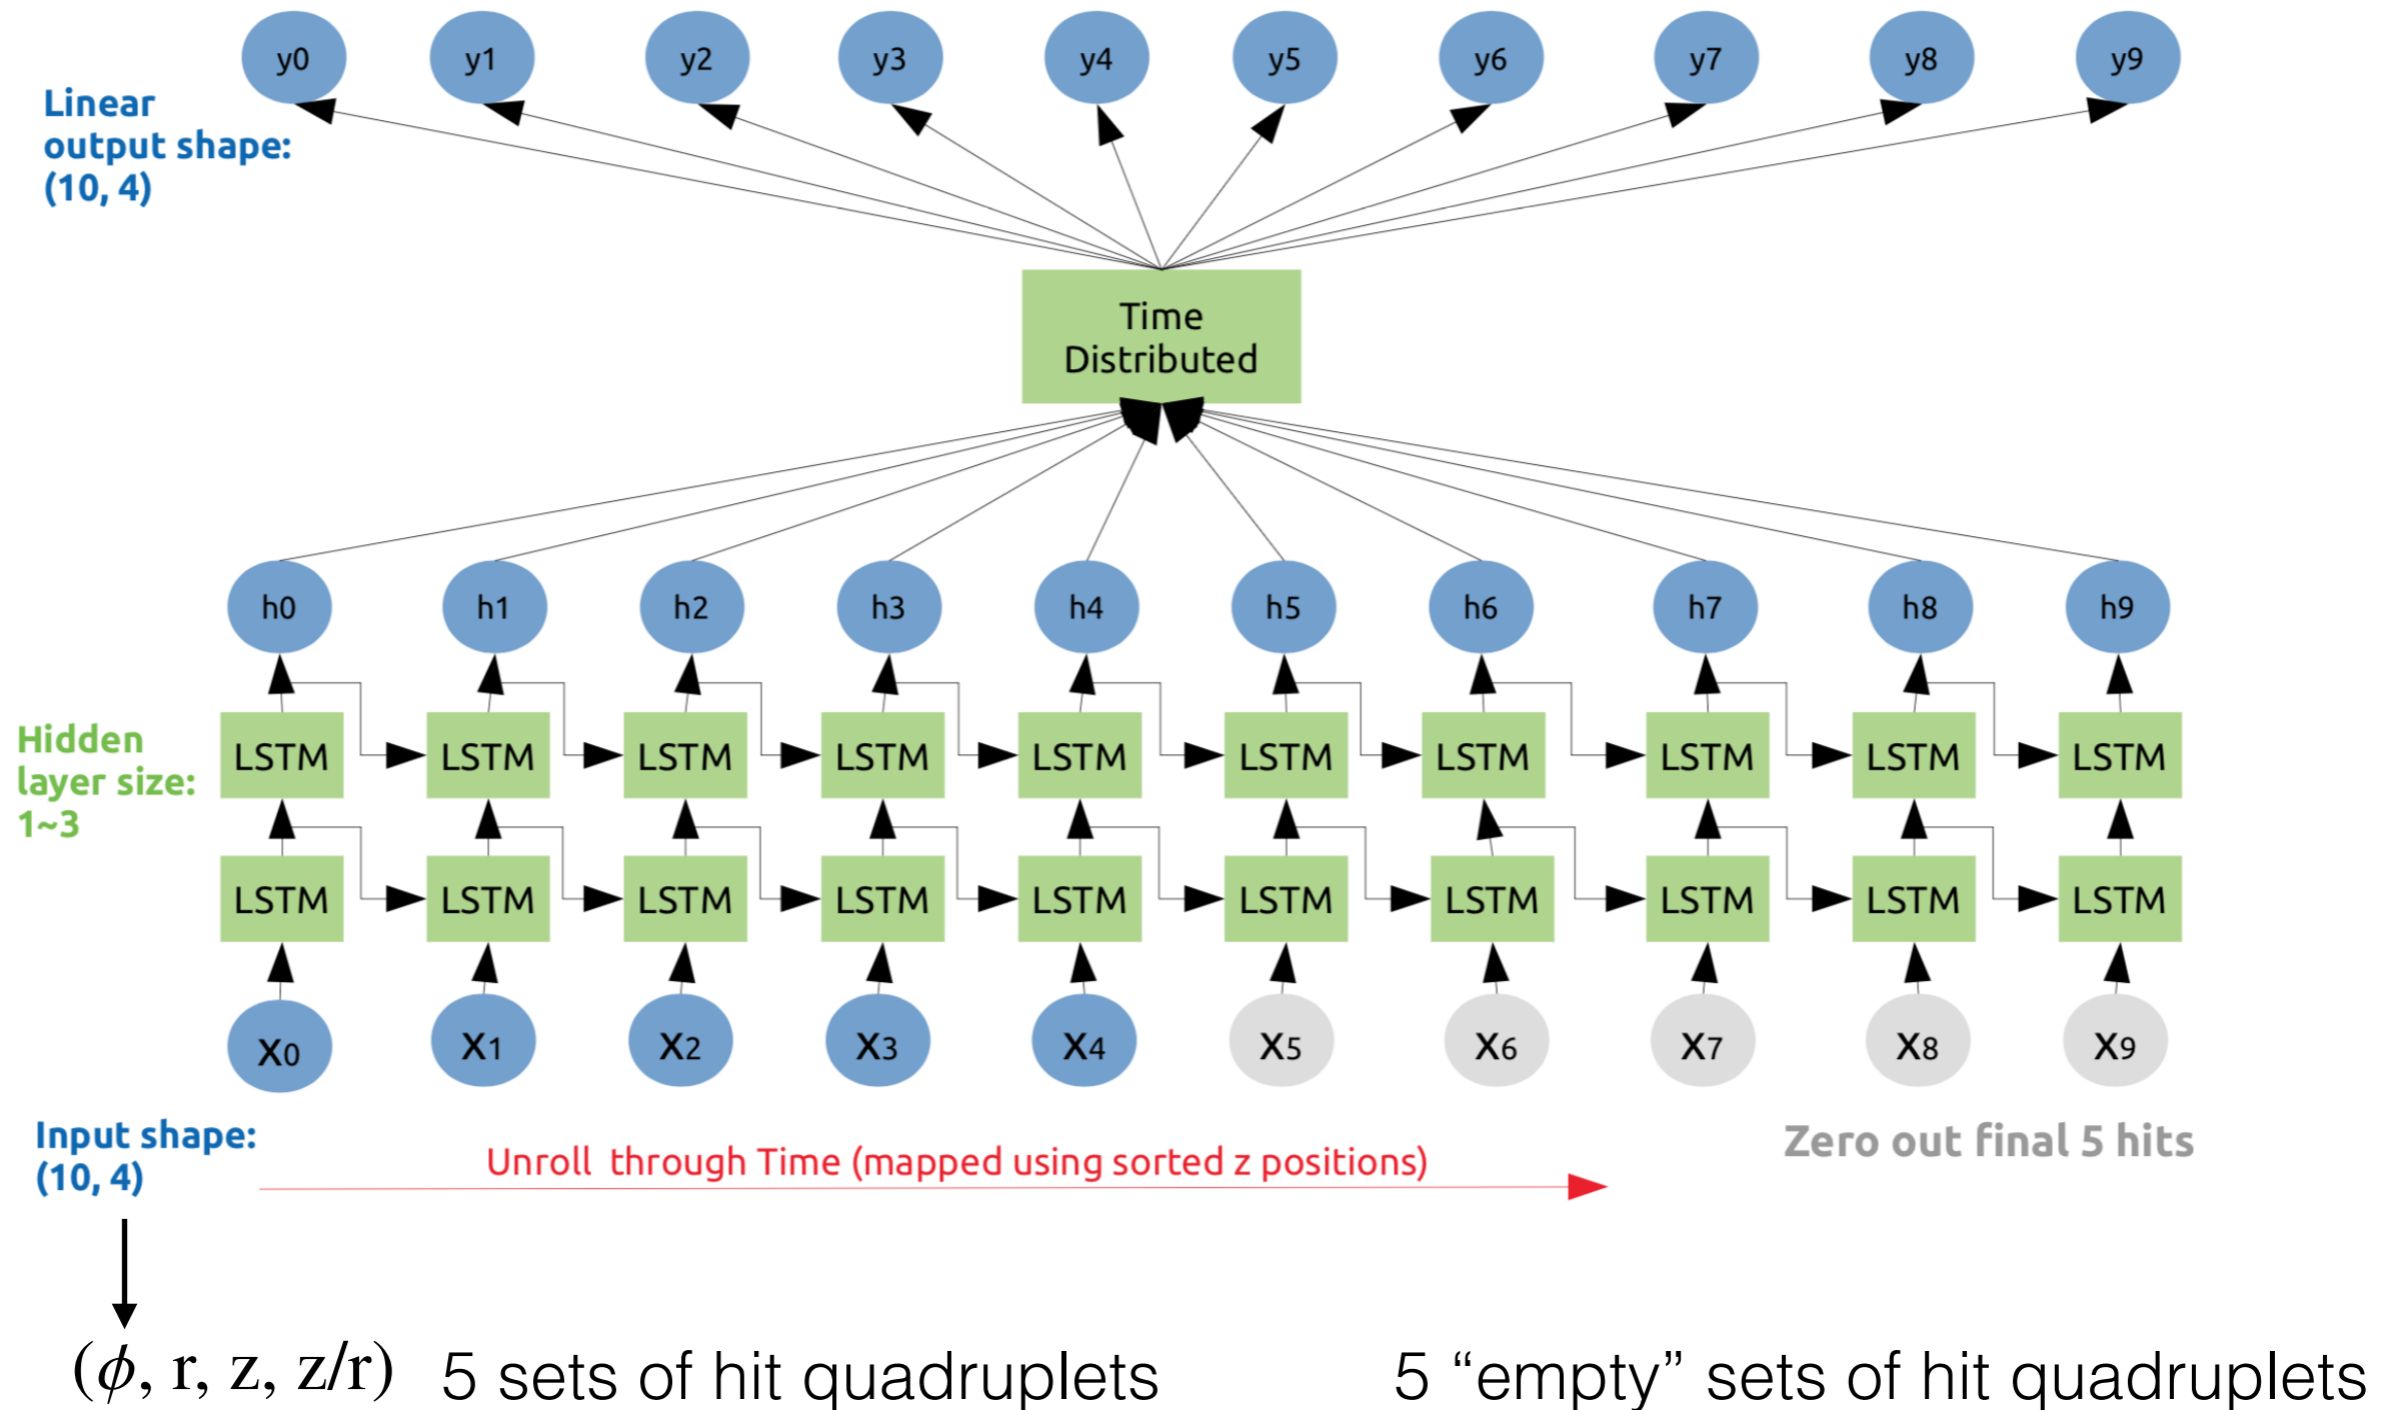 y0 y1 y2 y3 y4 y5 y6 y7 y8 y9
Linear
output shape:
(10, 4)
Time
Distributed
h0 h1 h2 h3 h4 h5 h6 h7 h8 h9
Hidden
layer size:
1~3
LSTM LSTM LSTM LSTM LSTM LSTM LSTM LSTM LSTM LSTM
LSTM LSTM LSTM LSTM LSTM LSTM LSTM LSTM LSTM LSTM
X0 X1 X2 X3 X4 X5 X6 X7 X8 X9
Input shape:
(10, 4)
Unroll through Time (mapped using sorted z positions)
Zero out final 5 hits
(ϕ, r, z, z/r)
5 sets of hit quadruplets
5 “empty” sets of hit quadruplets